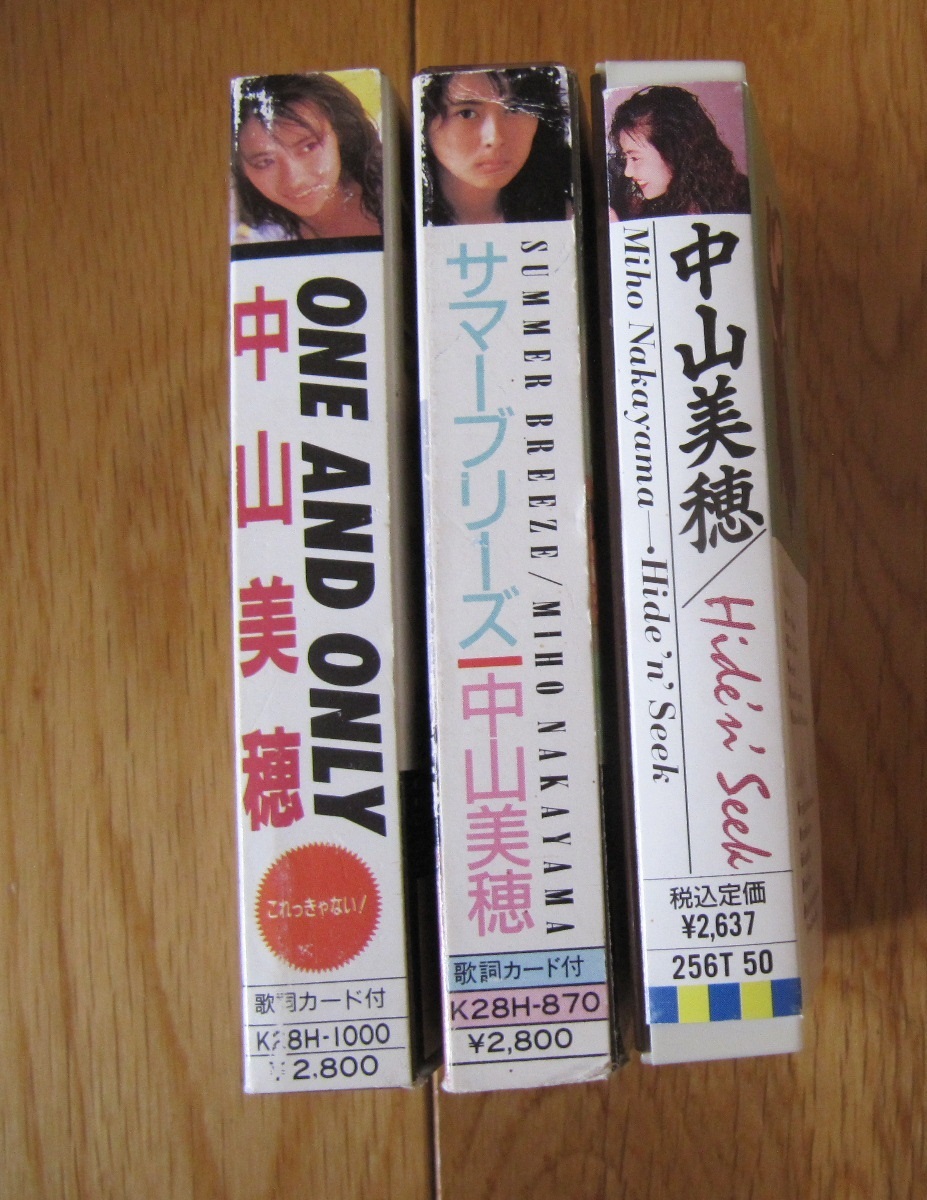 ONE AND ONLY
中山美穂
これっきゃない!
歌詞カード付
K28H-1000
¥2,800
SUMMER BREEZE/MIHO NAKAYAMA
サマーブリーズ
中山美穂
歌詞カード付
K28H-870
¥2,800
中山美穂/Hide'n' Seek
Miho Nakayama—•Hide 'n' Seek
税込定価
¥2,637
256T 50